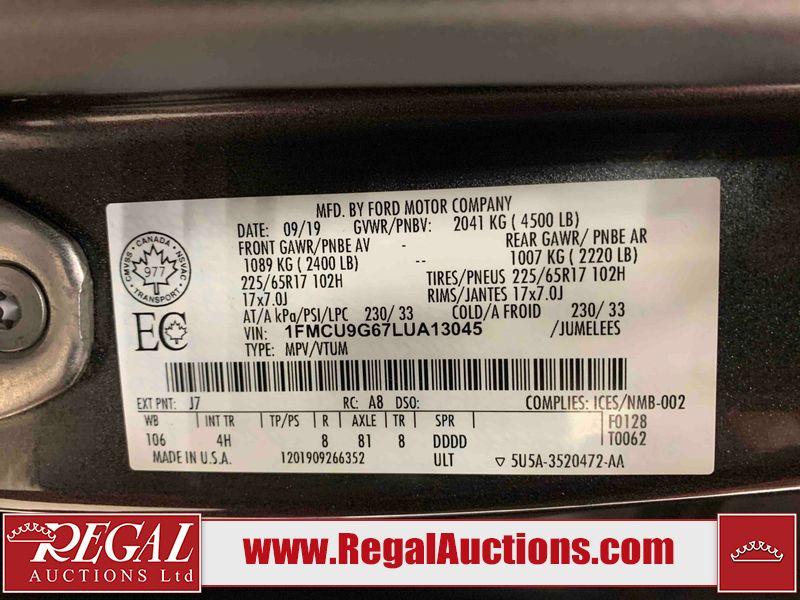 MFD. BY FORD MOTOR COMPANY
DATE: 09/19 GVWR/PNBV: 2041 KG ( 4500 LB)
FRONT GAWR/PNBE AV - REAR GAWR/ PNBE AR
1089 KG ( 2400 LB) -- 1007 KG ( 2220 LB)
225/65R17 102H TIRES/PNEUS 225/65R17 102H
17x7.0J RIMS/JANTES 17x7.0J
AT/A kPa/PSI/LPC 230/ 33 COLD/A FROID 230/ 33
VIN: 1FMCU9G67LUA13045 /JUMELEES
TYPE: MPV/VTUM
CMVSS - CANADA - NSVAC
977
TRANSPORT
EC
EXT PNT: J7 RC: A8 DSO: COMPLIES: ICES/NMB-002
WB INT TR TP/PS R AXLE TR SPR F0128
106 4H 8 81 8 DDDD T0062
MADE IN U.S.A. 1201909266352 ULT ▽ 5U5A-3520472-AA
REGAL
AUCTIONS Ltd
www.RegalAuctions.com